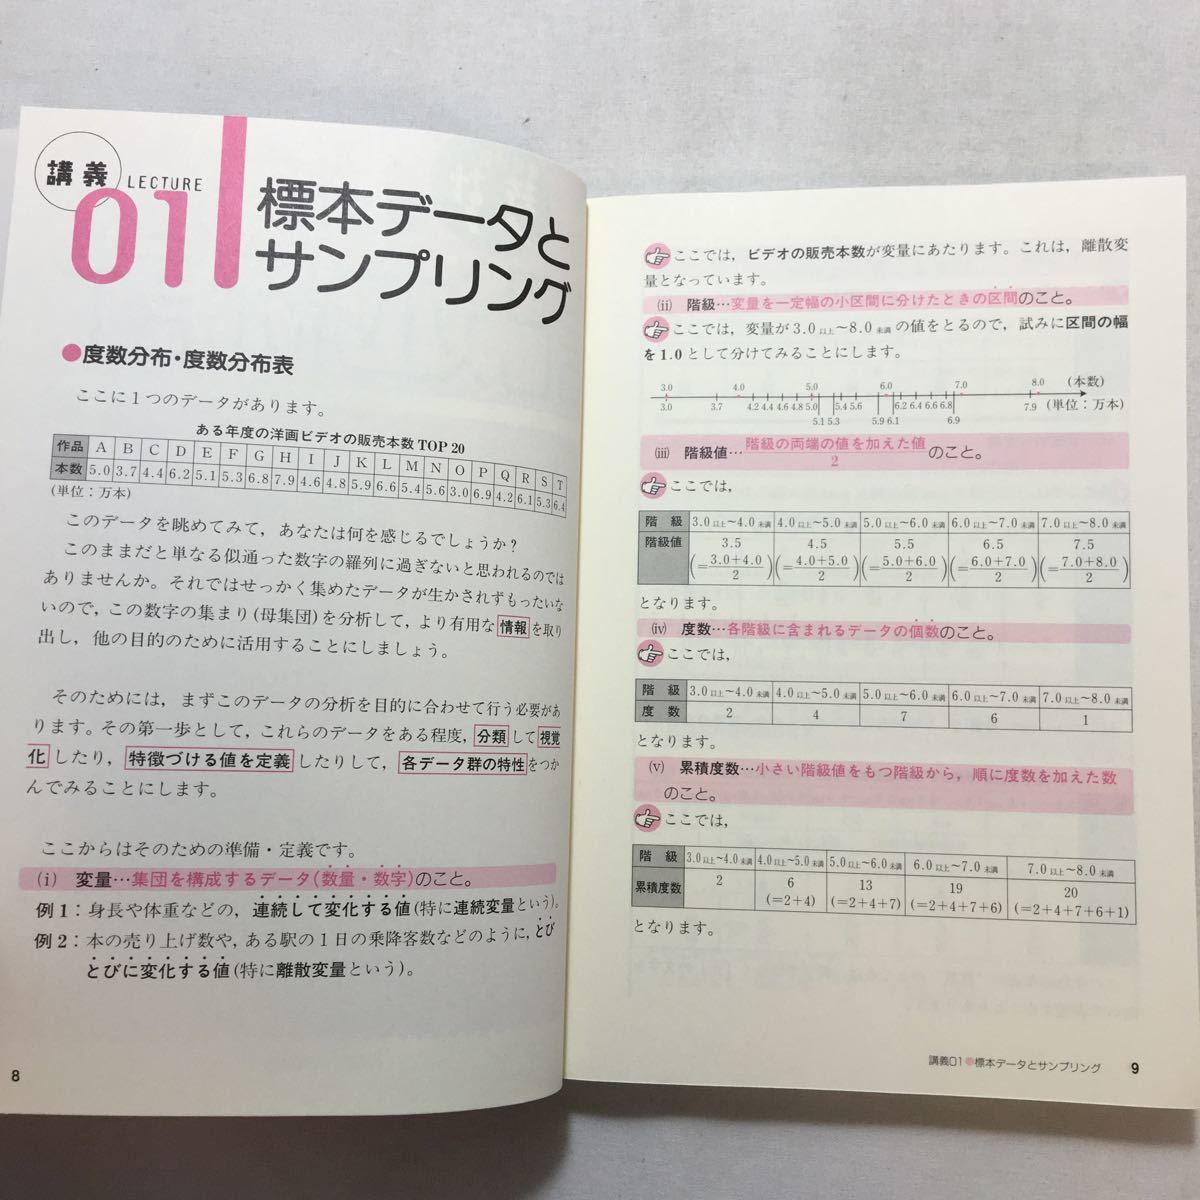 講義
LECTURE
01
標本データと
サンプリング
●度数分布・度数分布表
ここに1つのデータがあります。
ある年度の洋画ビデオの販売本数 TOP 20
作品 A B C D E F G H I J K L M N O P Q R S T
本数 5.0 3.7 4.4 6.2 5.1 5.3 6.8 7.9 4.6 4.8 5.9 6.6 5.4 5.6 3.0 6.9 4.2 6.1 5.3 6.4
(単位：万本)
このデータを眺めてみて，あなたは何を感じるでしょうか？
このままだと単なる似通った数字の羅列に過ぎないと思われるのでは
ありませんか。それではせっかく集めたデータが生かされずもったいな
いので，この数字の集まり(母集団)を分析して，より有用な情報を取り
出し，他の目的のために活用することにしましょう。
そのためには，まずこのデータの分析を目的に合わせて行う必要があ
ります。その第一歩として，これらのデータをある程度，分類して視覚
化したり，特徴づける値を定義したりして，各データ群の特性をつか
んでみることにします。
ここからはそのための準備・定義です。
(i) 変量…集団を構成するデータ(数量・数字)のこと。
例1：身長や体重などの，連続して変化する値(特に連続変量という)。
例2：本の売り上げ数や，ある駅の1日の乗降客数などのように，とび
とびに変化する値(特に離散変量という)。
8
ここでは，ビデオの販売本数が変量にあたります。これは，離散変
量となっています。
(ii) 階級…変量を一定幅の小区間に分けたときの区間のこと。
ここでは，変量が3.0以上～8.0未満の値をとるので，試みに区間の幅
を1.0として分けてみることにします。
3.0 4.0 5.0 6.0 7.0 8.0 (本数)
3.0 3.7 4.2 4.4 4.6 4.8 5.0 5.4 5.6 6.2 6.4 6.6 6.8 7.9 (単位：万本)
5.1 5.3 5.9 6.1 6.9
(iii) 階級値…階級の両端の値を加えた値/2のこと。
ここでは，
階級 3.0以上～4.0未満 4.0以上～5.0未満 5.0以上～6.0未満 6.0以上～7.0未満 7.0以上～8.0未満
階級値 3.5 4.5 5.5 6.5 7.5
(=3.0+4.0/2) (=4.0+5.0/2) (=5.0+6.0/2) (=6.0+7.0/2) (=7.0+8.0/2)
となります。
(iv) 度数…各階級に含まれるデータの個数のこと。
ここでは，
階級 3.0以上～4.0未満 4.0以上～5.0未満 5.0以上～6.0未満 6.0以上～7.0未満 7.0以上～8.0未満
度数 2 4 7 6 1
となります。
(v) 累積度数…小さい階級値をもつ階級から，順に度数を加えた数
のこと。
ここでは，
階級 3.0以上～4.0未満 4.0以上～5.0未満 5.0以上～6.0未満 6.0以上～7.0未満 7.0以上～8.0未満
累積度数 2 6 13 19 20
(=2+4) (=2+4+7) (=2+4+7+6) (=2+4+7+6+1)
となります。
講義01●標本データとサンプリング 9